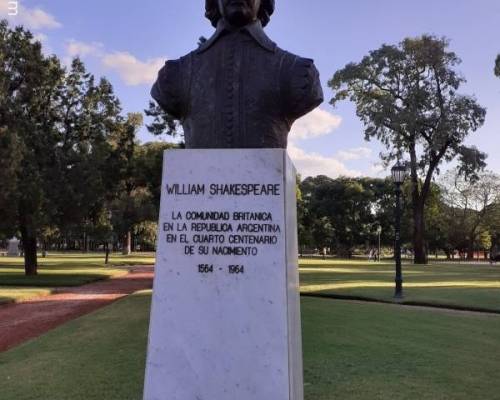 m
WILLIAM SHAKESPEARE
LA COMUNIDAD BRITANICA
EN LA REPUBLICA ARGENTINA
EN EL CUARTO CENTENARIO
DE SU NACIMIENTO
1564 - 1964